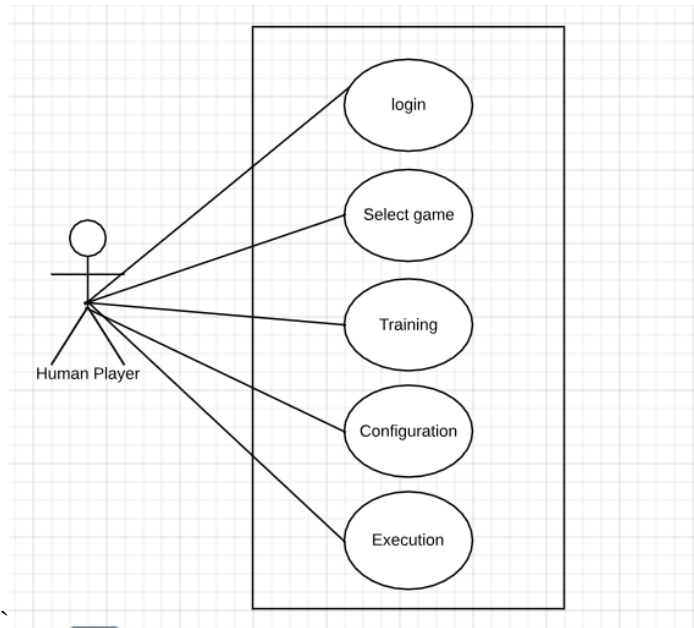 login
Select game
Training
Human Player
Configuration
Execution
`